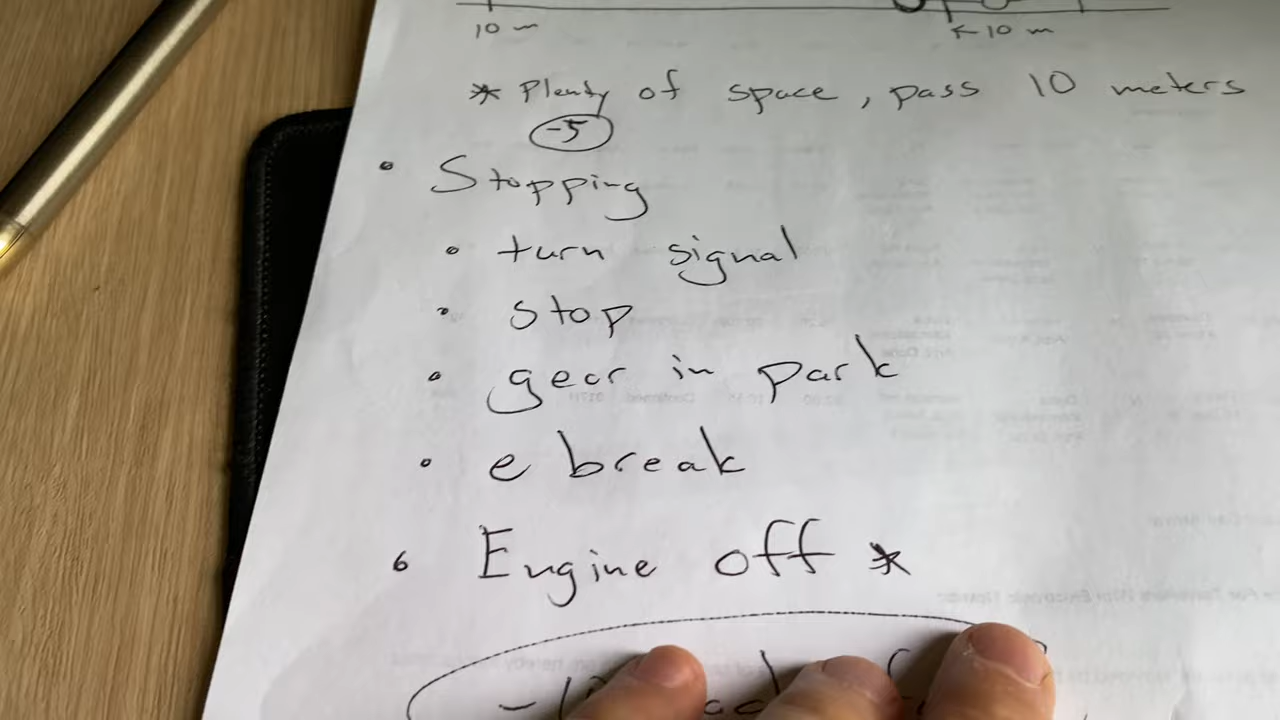 10 m
← 10 m
* Plenty of space, pass 10 meters
-5
• Stopping
• turn signal
• stop
• gear in park
• e break
• Engine off *